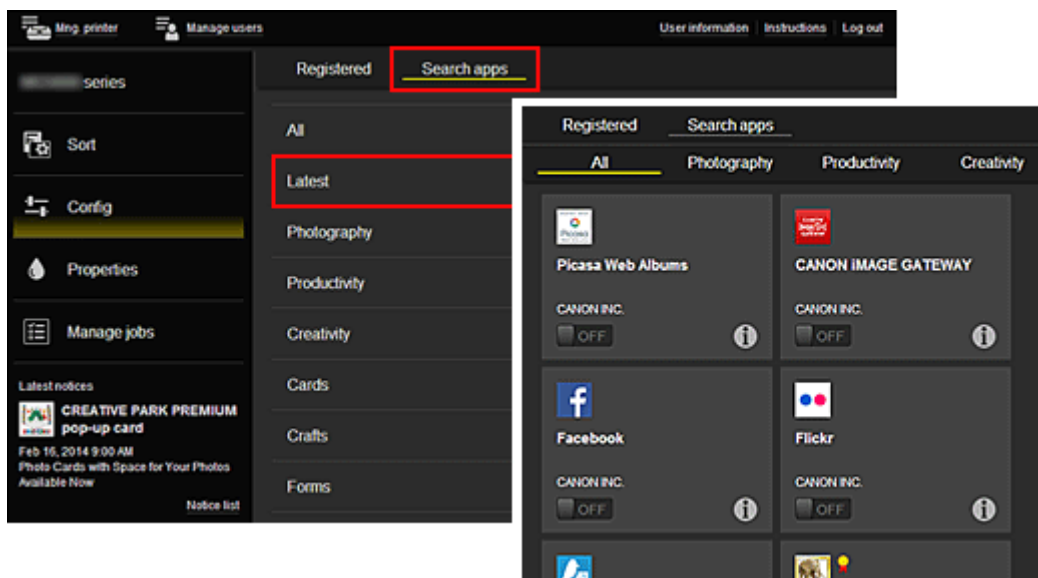 Mng. printer
Manage users
User information
Instructions
Log out
series
Sort
Config
Properties
Manage jobs
Latest notices
CREATIVE PARK PREMIUM
pop-up card
Feb 16, 2014 9:00 AM
Photo Cards with Space for Your Photos
Available Now
Notice list
Registered
Search apps
All
Latest
Photography
Productivity
Creativity
Cards
Crafts
Forms
Registered
Search apps
All
Photography
Productivity
Creativity
Picasa
Picasa Web Albums
CANON INC.
OFF
CANON iMAGE GATEWAY
CANON INC.
OFF
Facebook
CANON INC.
OFF
Flickr
CANON INC.
OFF